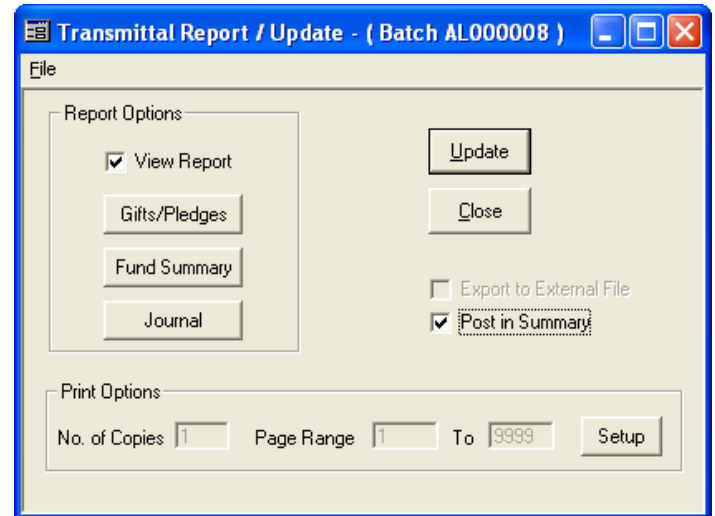 Transmittal Report / Update - ( Batch AL000008 )
File
Report Options
View Report
Gifts/Pledges
Fund Summary
Journal
Update
Close
Export to External File
Post in Summary
Print Options
No. of Copies 1 Page Range 1 To 9999 Setup